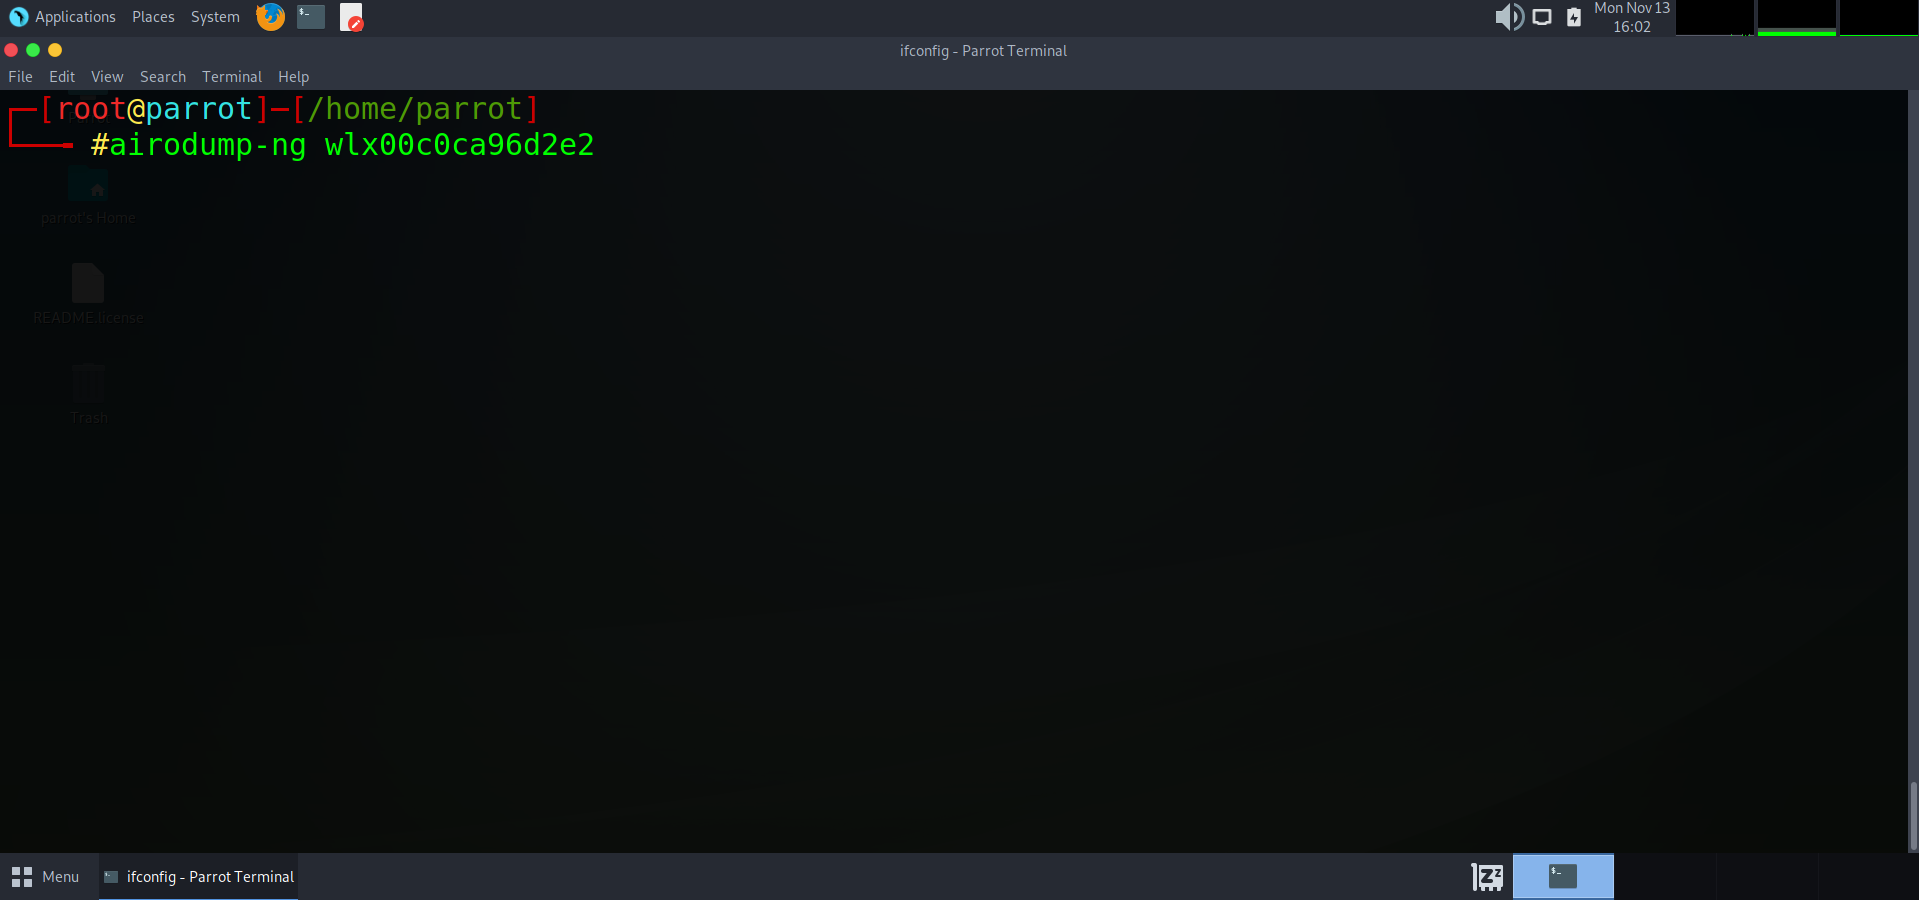 Applications Places System
Mon Nov 13
16:02
ifconfig - Parrot Terminal
File Edit View Search Terminal Help
[root@parrot]─[/home/parrot]
#airodump-ng wlx00c0ca96d2e2
parrot's Home
README.license
Trash
Menu ifconfig - Parrot Terminal